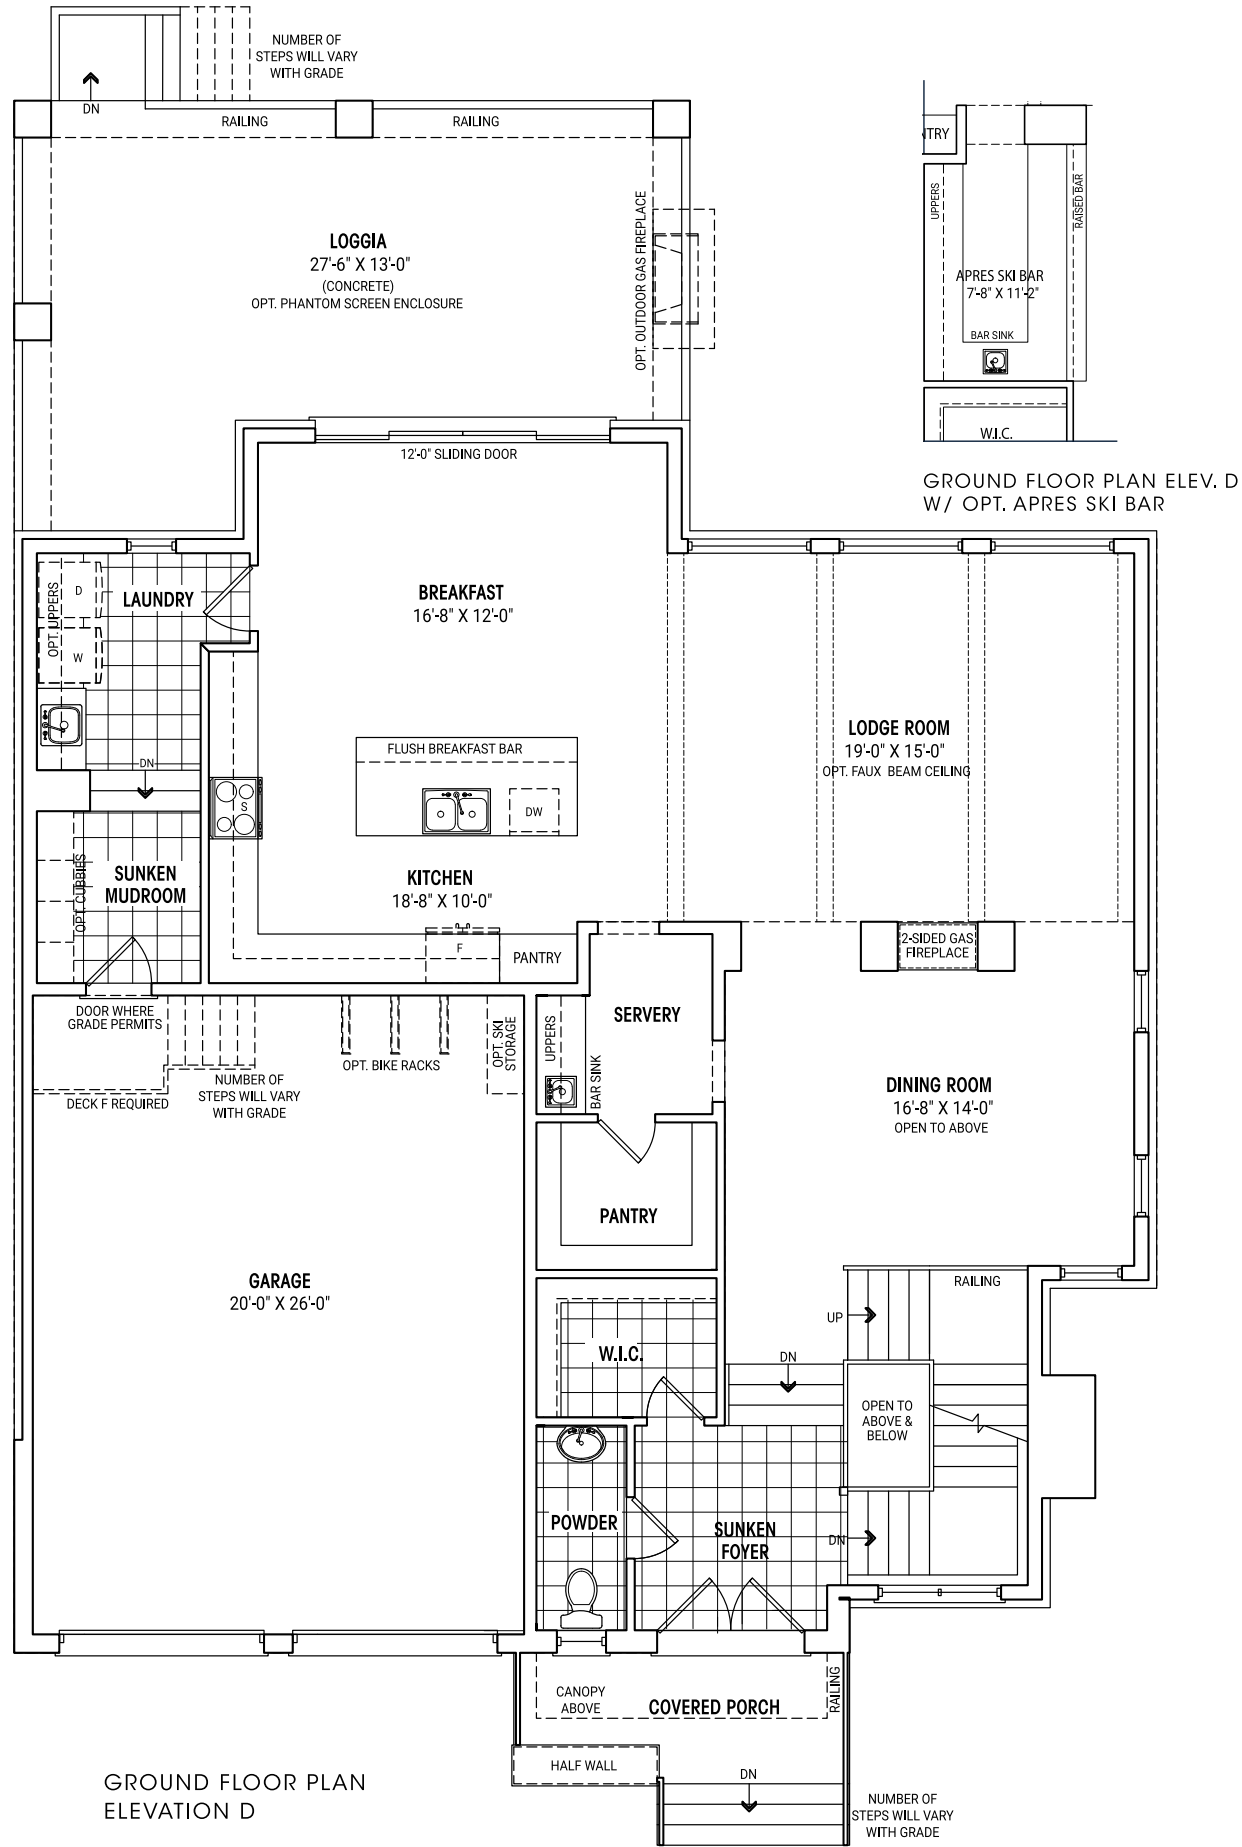 NUMBER OF
STEPS WILL VARY
WITH GRADE
DN
RAILING
RAILING
LOGGIA
27'-6" X 13'-0"
(CONCRETE)
OPT. PHANTOM SCREEN ENCLOSURE
OPT. OUTDOOR GAS FIREPLACE
12'-0" SLIDING DOOR
NTRY
UPPERS
RAISED BAR
APRES SKI BAR
7'-8" X 11'-2"
BAR SINK
W.I.C.
GROUND FLOOR PLAN ELEV. D
W/ OPT. APRES SKI BAR
OPT. UPPERS
D
W
LAUNDRY
BREAKFAST
16'-8" X 12'-0"
LODGE ROOM
19'-0" X 15'-0"
OPT. FAUX BEAM CEILING
FLUSH BREAKFAST BAR
DW
S
DN
SUNKEN
MUDROOM
OPT. CUBBIES
KITCHEN
18'-8" X 10'-0"
F
PANTRY
2-SIDED GAS
FIREPLACE
DOOR WHERE
GRADE PERMITS
DECK F REQUIRED
NUMBER OF
STEPS WILL VARY
WITH GRADE
OPT. BIKE RACKS
OPT. SKI
STORAGE
UPPERS
BAR SINK
SERVERY
DINING ROOM
16'-8" X 14'-0"
OPEN TO ABOVE
PANTRY
GARAGE
20'-0" X 26'-0"
RAILING
UP
W.I.C.
DN
OPEN TO
ABOVE &
BELOW
POWDER
SUNKEN
FOYER
DN
CANOPY
ABOVE
COVERED PORCH
RAILING
HALF WALL
DN
NUMBER OF
STEPS WILL VARY
WITH GRADE
GROUND FLOOR PLAN
ELEVATION D